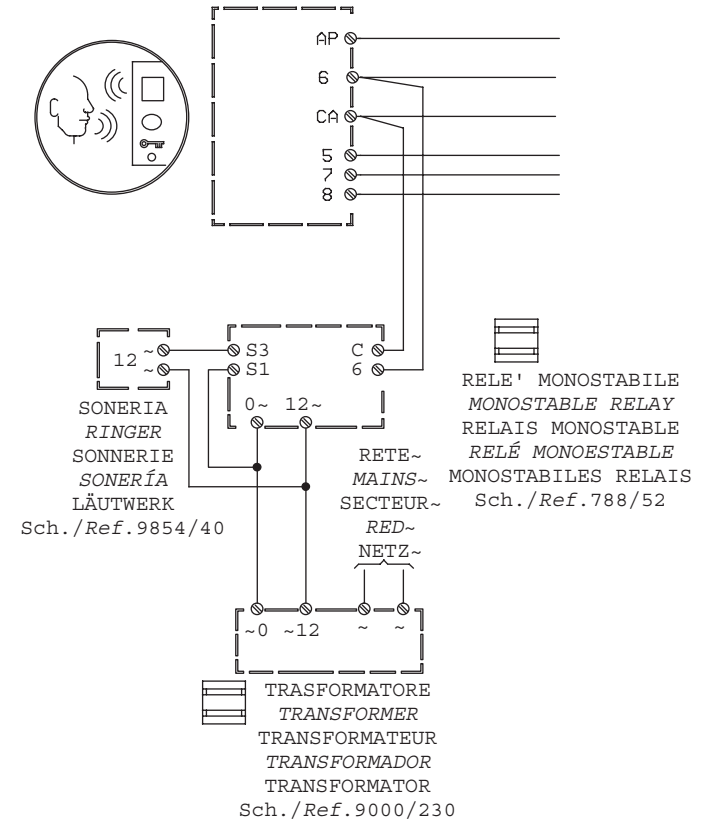 AP
6
CA
5
7
8
12 ~
~
S3
S1
C
6
0~ 12~
SONERIA
RINGER
SONNERIE
SONERÍA
LÄUTWERK
Sch./Ref.9854/40
RETE~
MAINS~
SECTEUR~
RED~
NETZ~
RELE' MONOSTABILE
MONOSTABLE RELAY
RELAIS MONOSTABLE
RELÉ MONOESTABLE
MONOSTABILES RELAIS
Sch./Ref.788/52
~0 ~12 ~ ~
TRASFORMATORE
TRANSFORMER
TRANSFORMATEUR
TRANSFORMADOR
TRANSFORMATOR
Sch./Ref.9000/230